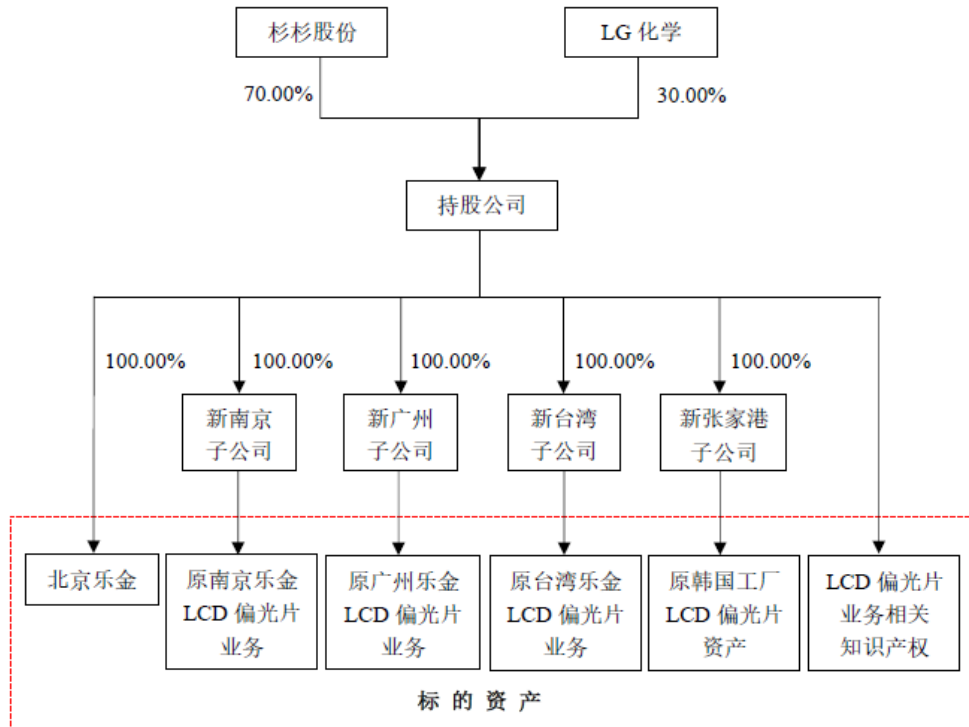 杉杉股份
LG 化学
70.00%
30.00%
持股公司
100.00%
100.00%
100.00%
100.00%
100.00%
新南京
子公司
新广州
子公司
新台湾
子公司
新张家港
子公司
北京乐金
原南京乐金
LCD 偏光片
业务
原广州乐金
LCD 偏光片
业务
原台湾乐金
LCD 偏光片
业务
原韩国工厂
LCD 偏光片
资产
LCD 偏光片
业务相关
知识产权
标 的 资 产